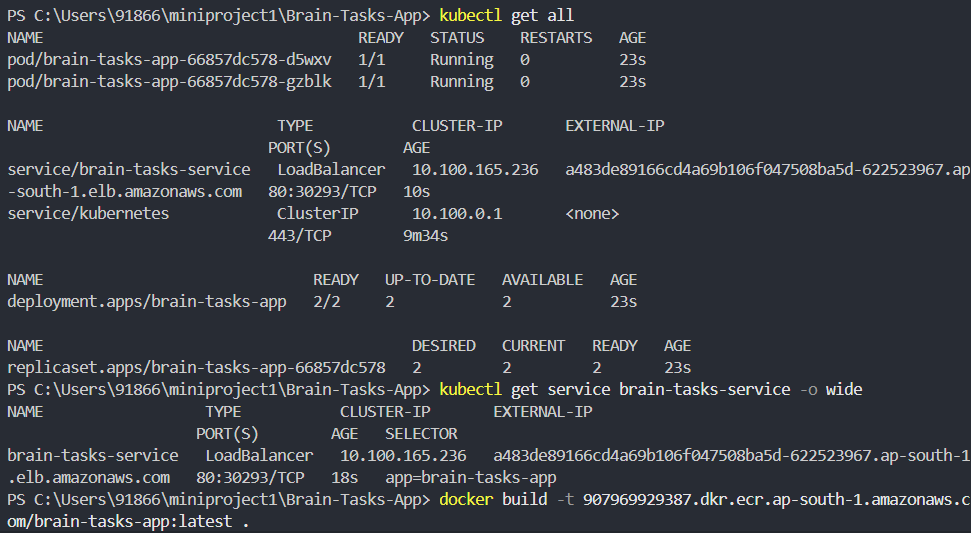 PS C:\Users\91866\miniproject1\Brain-Tasks-App> kubectl get all
NAME                                  READY   STATUS    RESTARTS   AGE
pod/brain-tasks-app-66857dc578-d5wxv   1/1     Running   0          23s
pod/brain-tasks-app-66857dc578-gzblk   1/1     Running   0          23s
NAME                          TYPE           CLUSTER-IP       EXTERNAL-IP
PORT(S)        AGE
service/brain-tasks-service   LoadBalancer   10.100.165.236   a483de89166cd4a69b106f047508ba5d-622523967.ap
-south-1.elb.amazonaws.com   80:30293/TCP   10s
service/kubernetes            ClusterIP      10.100.0.1       <none>
443/TCP        9m34s
NAME                              READY   UP-TO-DATE   AVAILABLE   AGE
deployment.apps/brain-tasks-app   2/2     2            2           23s
NAME                                         DESIRED   CURRENT   READY   AGE
replicaset.apps/brain-tasks-app-66857dc578   2         2         2       23s
PS C:\Users\91866\miniproject1\Brain-Tasks-App> kubectl get service brain-tasks-service -o wide
NAME                  TYPE           CLUSTER-IP       EXTERNAL-IP
PORT(S)        AGE   SELECTOR
brain-tasks-service   LoadBalancer   10.100.165.236   a483de89166cd4a69b106f047508ba5d-622523967.ap-south-1
.elb.amazonaws.com   80:30293/TCP   18s   app=brain-tasks-app
PS C:\Users\91866\miniproject1\Brain-Tasks-App> docker build -t 907969929387.dkr.ecr.ap-south-1.amazonaws.c
om/brain-tasks-app:latest .